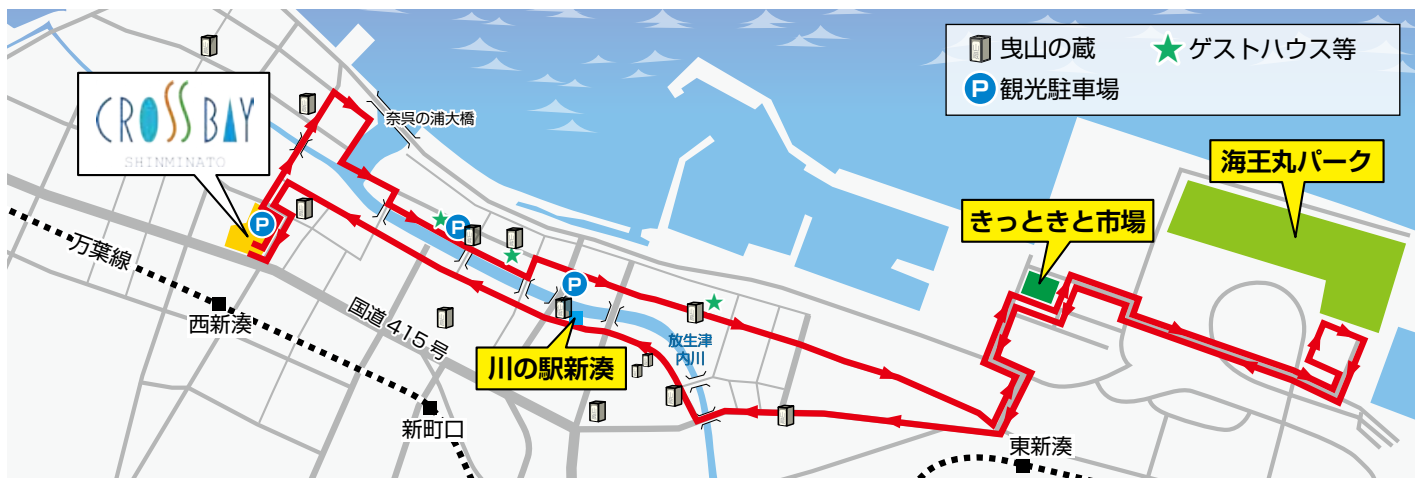 曳山の蔵
ゲストハウス等
P 観光駐車場
CROSS BAY
SHINMINATO
奈呉の浦大橋
海王丸パーク
きっときと市場
P
P
P
万葉線
西新湊
国道415号
川の駅新湊
放生津
内川
新町口
東新湊